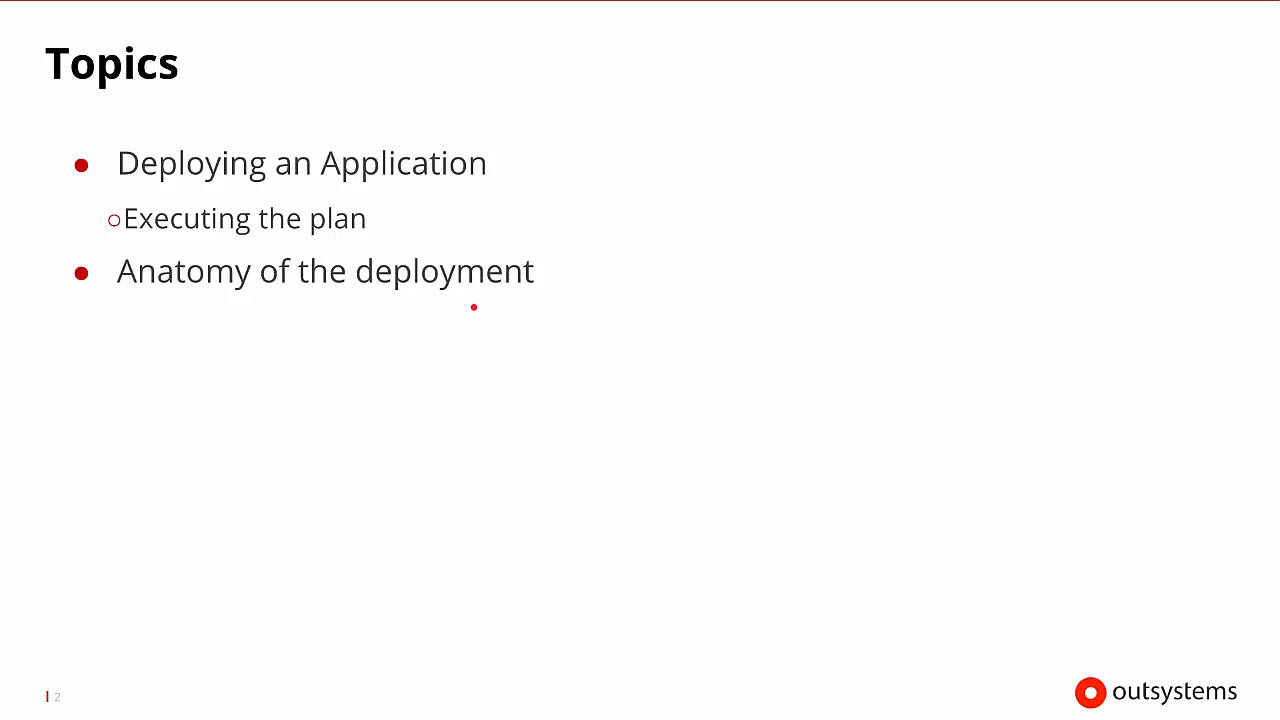 Topics
● Deploying an Application
○Executing the plan
● Anatomy of the deployment
2
outsystems